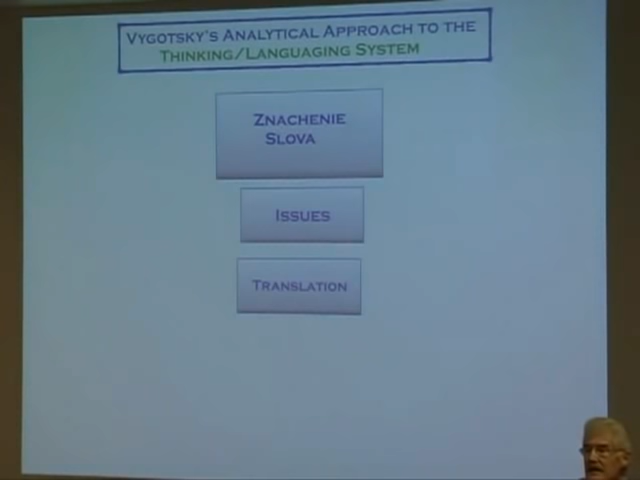 VYGOTSKY'S ANALYTICAL APPROACH TO THE
THINKING/LANGUAGING SYSTEM
ZNACHENIE
SLOVA
ISSUES
TRANSLATION